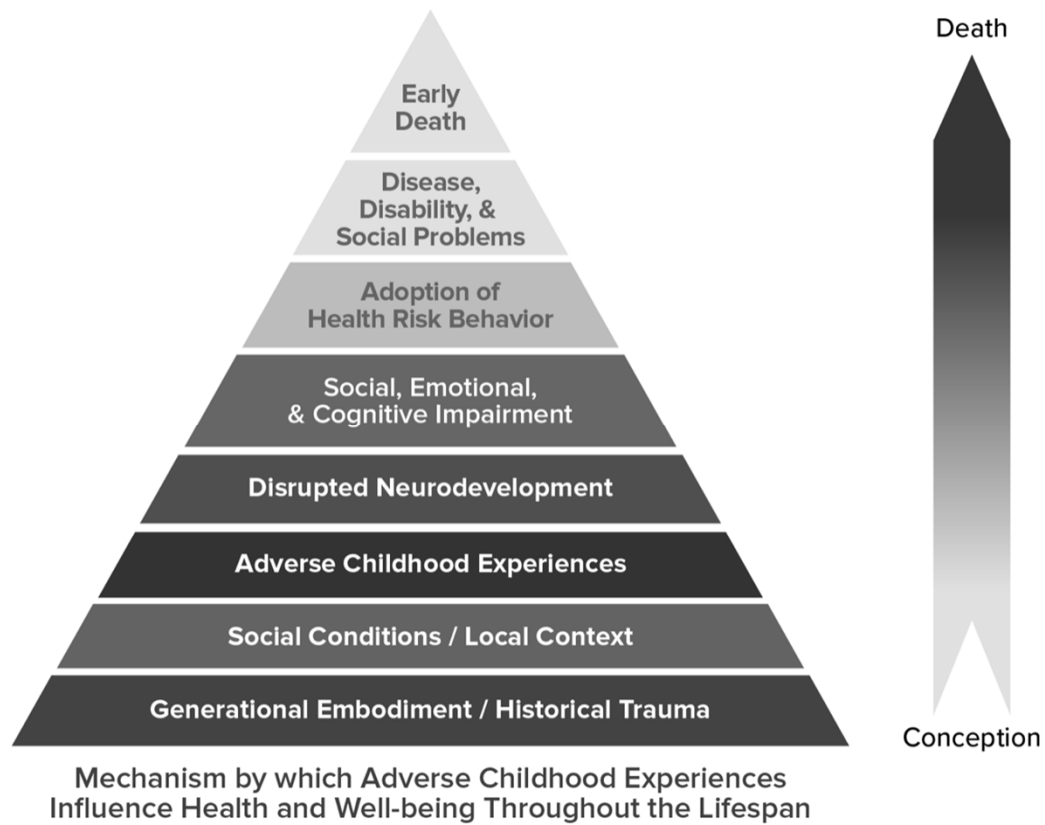 Death
Early
Death
Disease,
Disability, &
Social Problems
Adoption of
Health Risk Behavior
Social, Emotional,
& Cognitive Impairment
Disrupted Neurodevelopment
Adverse Childhood Experiences
Social Conditions / Local Context
Generational Embodiment / Historical Trauma
Conception
Mechanism by which Adverse Childhood Experiences
Influence Health and Well-being Throughout the Lifespan